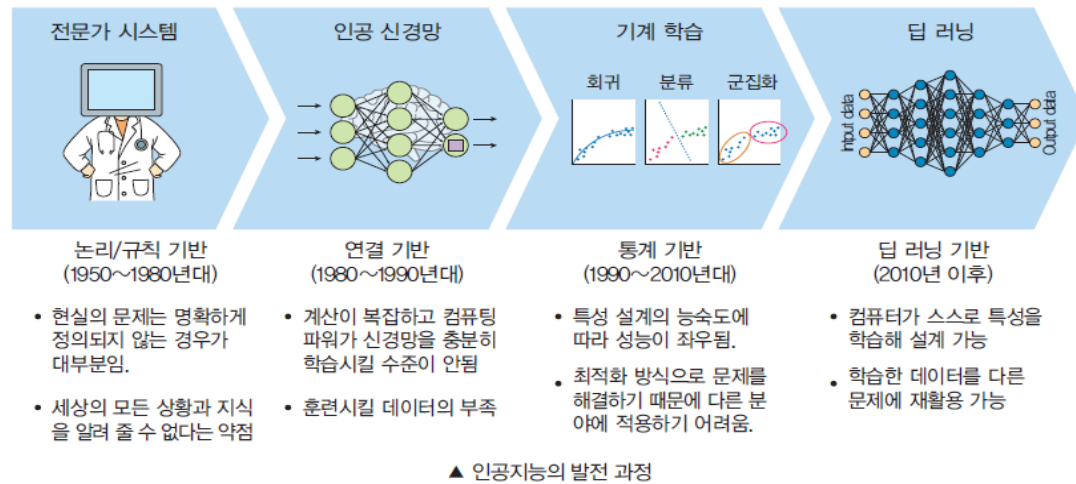 전문가 시스템
인공 신경망
기계 학습
딥 러닝
회귀
분류
군집화
Intput data
Output data
논리/규칙 기반
(1950~1980년대)
• 현실의 문제는 명확하게
정의되지 않는 경우가
대부분임.
• 세상의 모든 상황과 지식
을 알려 줄 수 없다는 약점
연결 기반
(1980~1990년대)
• 계산이 복잡하고 컴퓨팅
파워가 신경망을 충분히
학습시킬 수준이 안됨
• 훈련시킬 데이터의 부족
통계 기반
(1990~2010년대)
• 특성 설계의 능숙도에
따라 성능이 좌우됨.
• 최적화 방식으로 문제를
해결하기 때문에 다른 분
야에 적용하기 어려움.
딥 러닝 기반
(2010년 이후)
• 컴퓨터가 스스로 특성을
학습해 설계 가능
• 학습한 데이터를 다른
문제에 재활용 가능
▲ 인공지능의 발전 과정